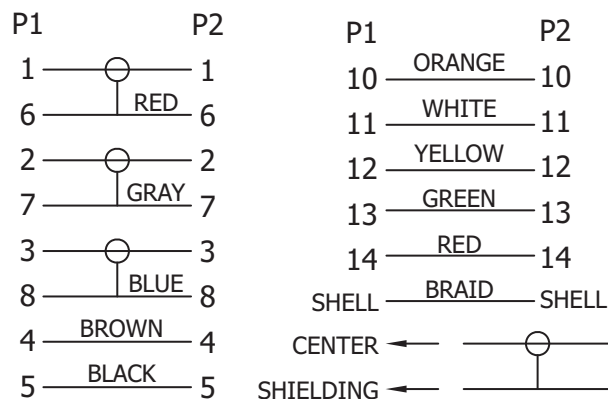 P1 P2
1 1
6 RED 6
2 2
7 GRAY 7
3 3
8 BLUE 8
4 BROWN 4
5 BLACK 5
P1 P2
10 ORANGE 10
11 WHITE 11
12 YELLOW 12
13 GREEN 13
14 RED 14
SHELL BRAID SHELL
CENTER
SHIELDING